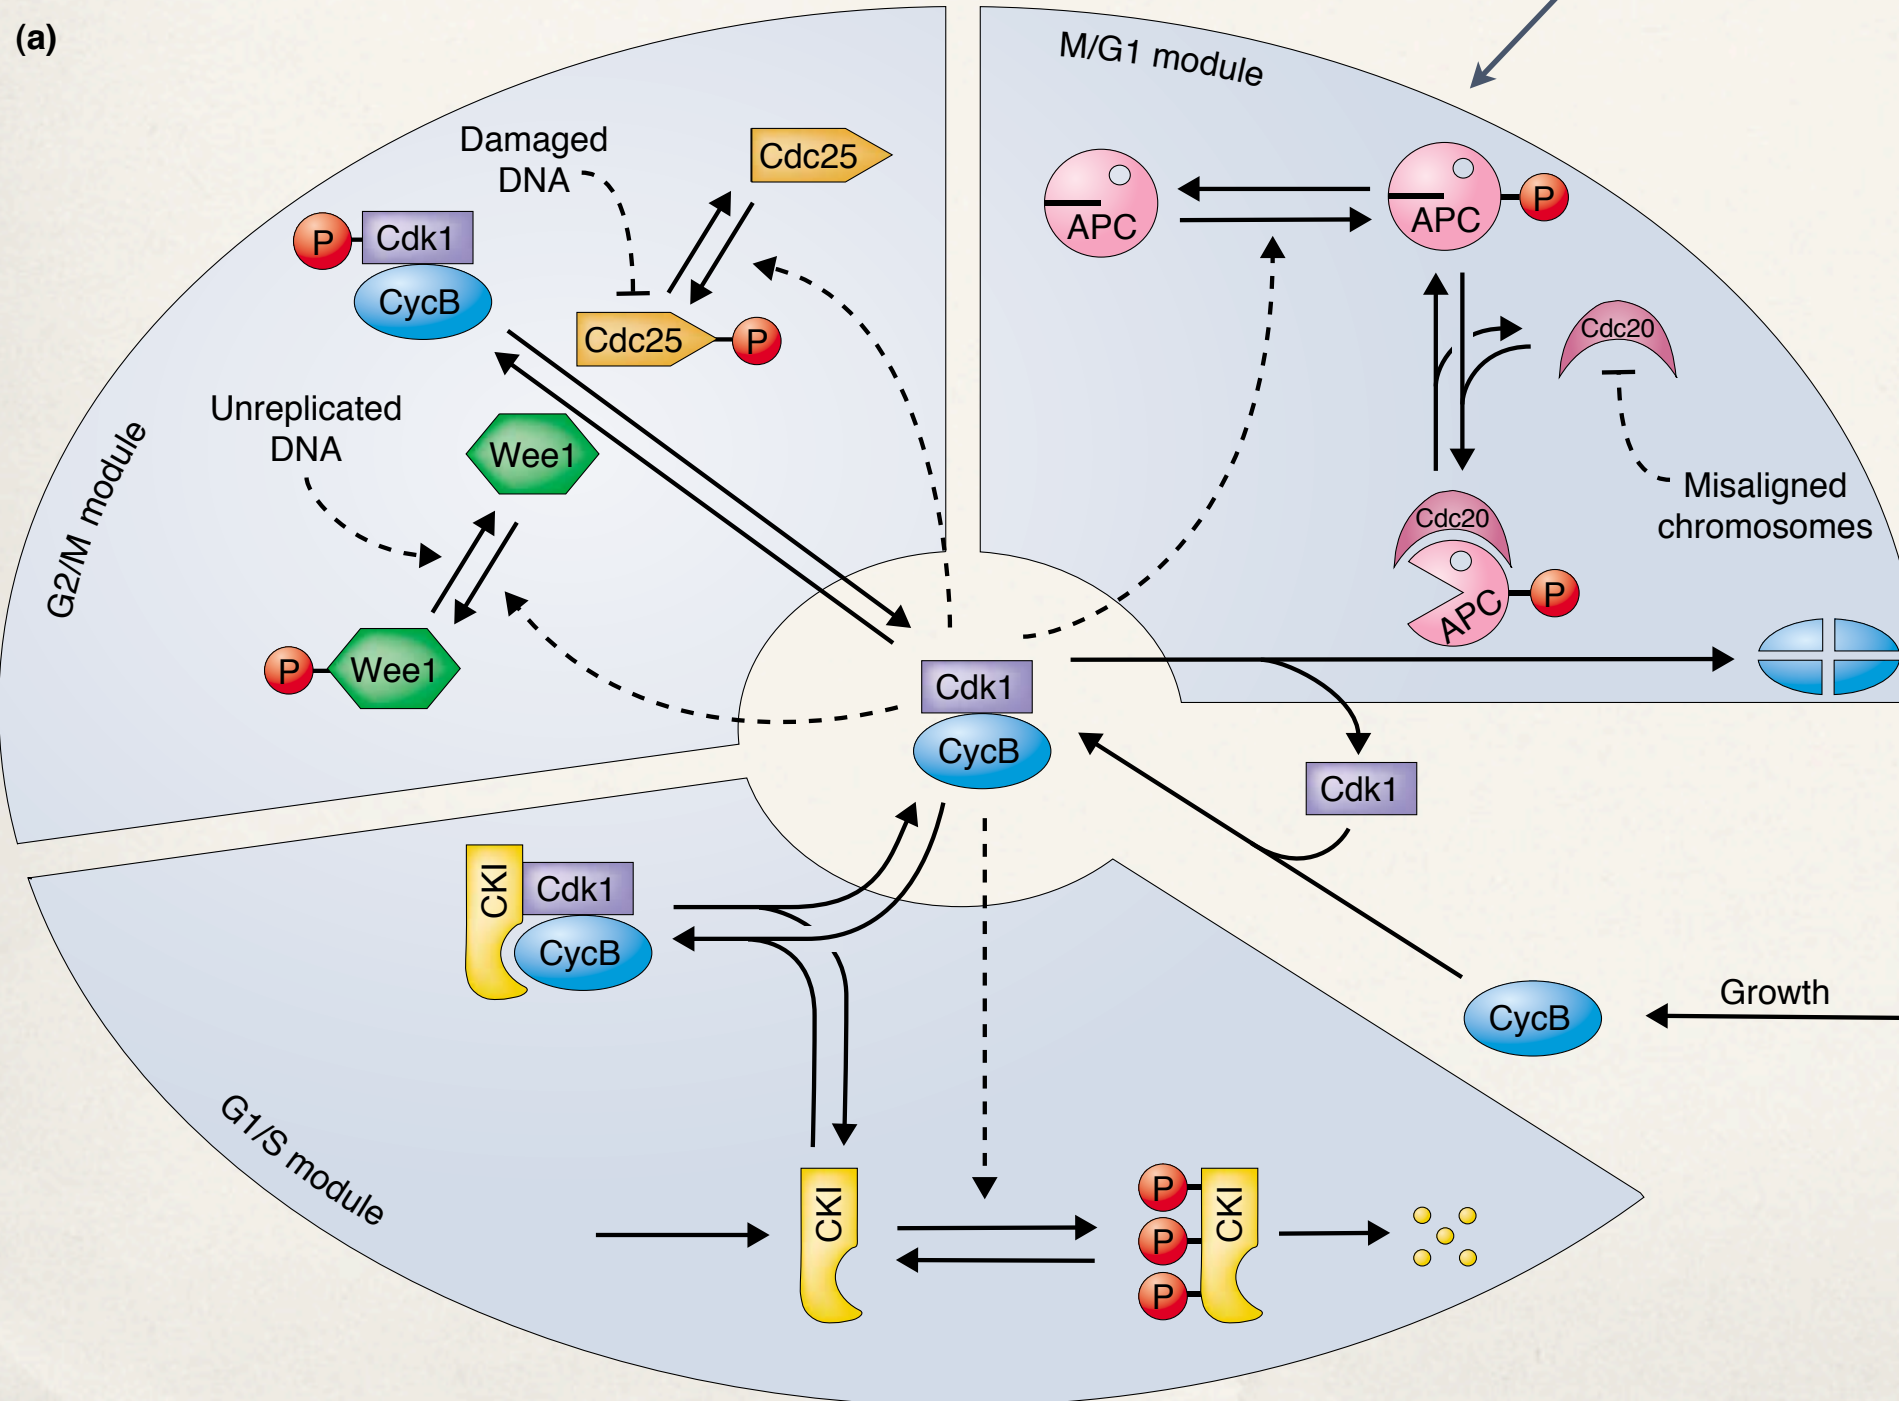 (a)
M/G1 module
Damaged
DNA
Cdc25
P
Cdk1
CycB
Cdc25
P
APC
APC
P
Cdc20
Unreplicated
DNA
Wee1
G2/M module
P
Wee1
Misaligned
chromosomes
Cdc20
APC
P
Cdk1
CycB
Cdk1
CKI
Cdk1
CycB
CycB
Growth
G1/S module
CKI
P
P
P
CKI